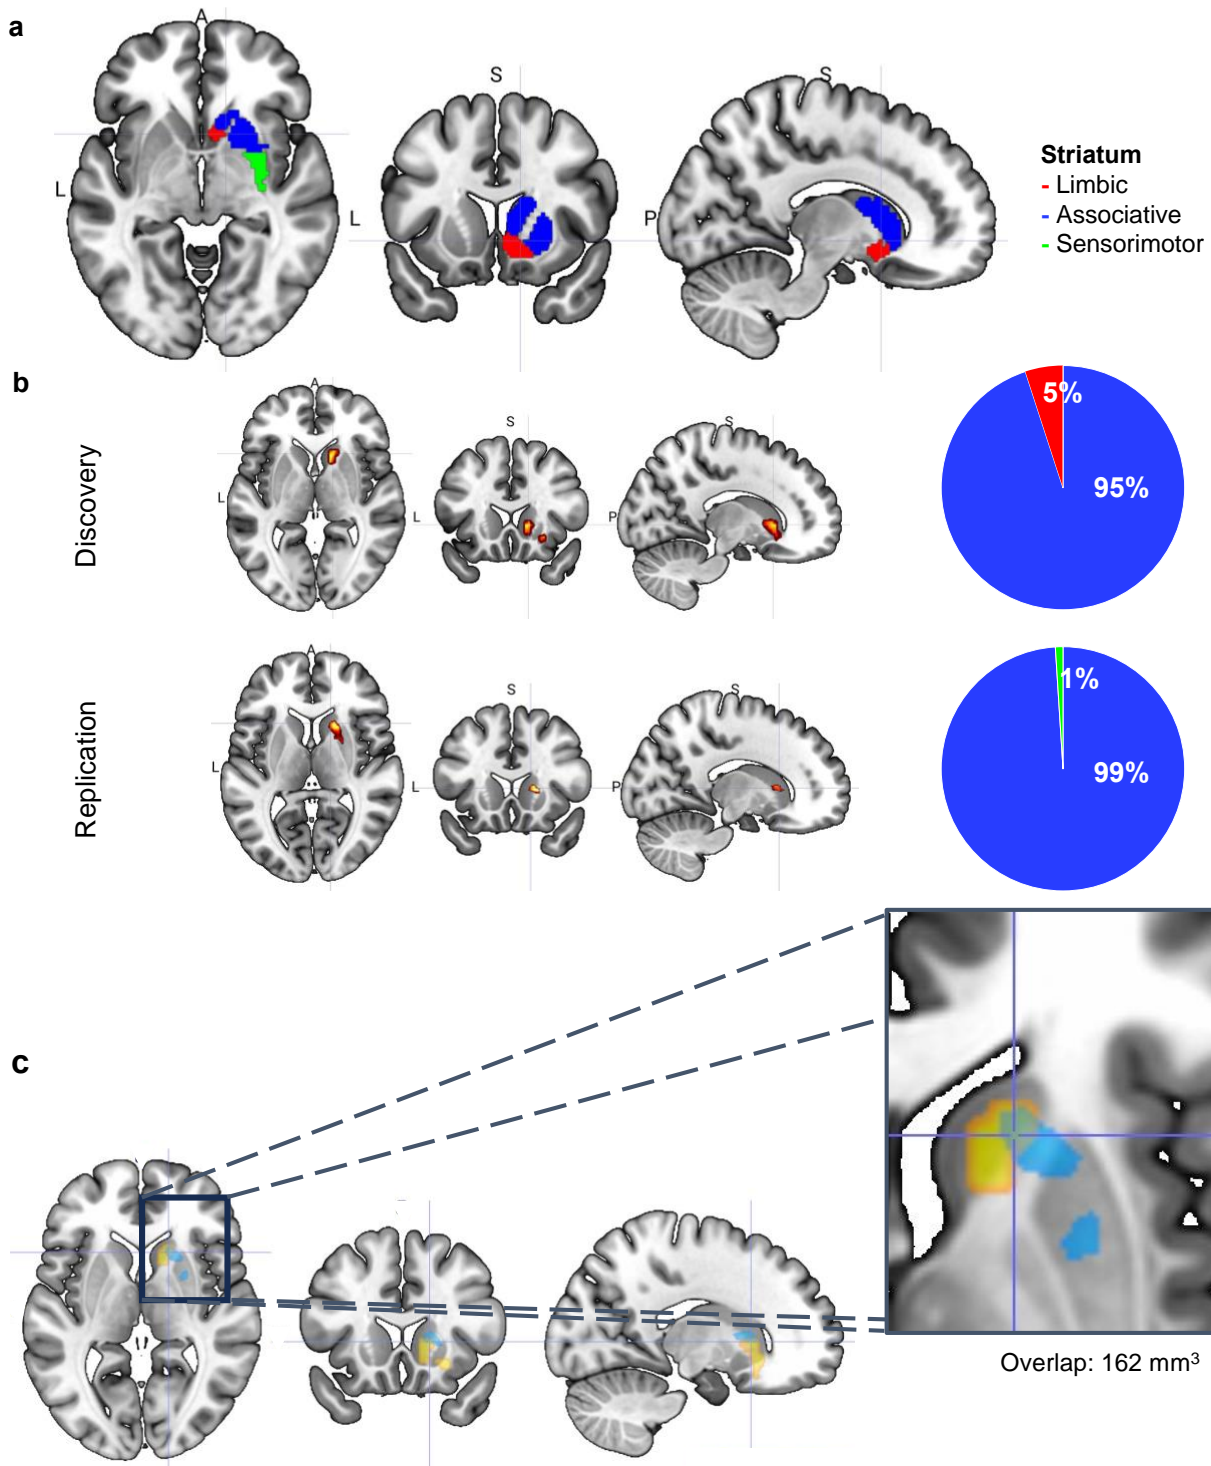 a
A
S
S
L
L
P
Striatum
- Limbic
- Associative
- Sensorimotor
b
Discovery
A
S
S
L
L
P
5%
95%
Replication
A
S
S
L
L
P
1%
99%
c
Overlap: 162 mm³